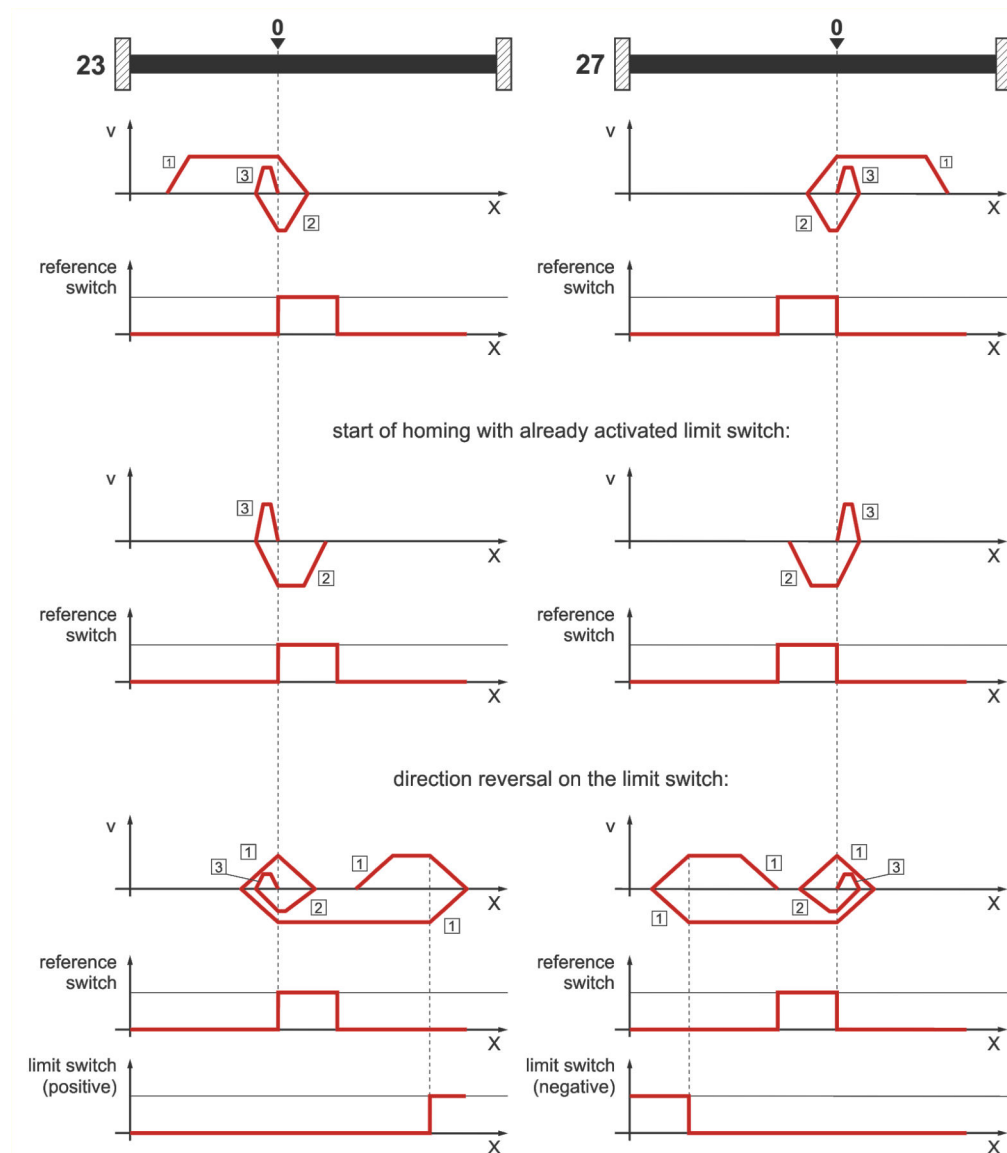 0
0
23
27
v
1
3
2
X
v
1
3
2
X
reference
switch
X
reference
switch
X
start of homing with already activated limit switch:
v
3
2
X
v
3
2
X
reference
switch
X
reference
switch
X
direction reversal on the limit switch:
v
1
3
1
2
1
X
v
1
1
3
2
1
X
reference
switch
X
reference
switch
X
limit switch
(positive)
X
limit switch
(negative)
X